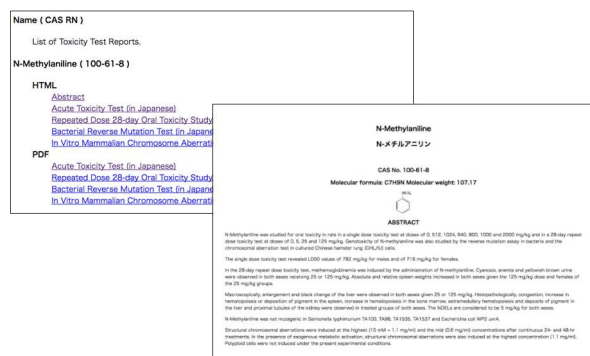 Name ( CAS RN )
List of Toxicity Test Reports.
N-Methylaniline ( 100-61-8 )
HTML
Abstract
Acute Toxicity Test (in Japanese)
Repeated Dose 28-day Oral Toxicity Study
Bacterial Reverse Mutation Test (in Japane
In Vitro Mammalian Chromosome Aberrati
PDF
Acute Toxicity Test (in Japanese)
Repeated Dose 28-day Oral Toxicity Study
Bacterial Reverse Mutation Test (in Japane
In Vitro Mammalian Chromosome Aberrati
N-Methylaniline
N-メチルアニリン
CAS No. 100-61-8
Molecular formula: C7H9N Molecular weight: 107.17
ABSTRACT
N-Methylaniline was studied for oral toxicity in rats in a single dose toxicity test at doses of 0, 512, 1024, 640, 800, 1000 and 2000 mg/kg and in a 28-day repeat
dose toxicity test at doses of 0, 5, 25 and 125 mg/kg. Genotoxicity of N-methylaniline was also studied by the reverse mutation assay in bacteria and the
chromosomal aberration test in cultured Chinese hamster lung (CHL/IU) cells.
The single dose toxicity test revealed LD50 values of 782 mg/kg for males and of 716 mg/kg for females.
In the 28-day repeat dose toxicity test, methemoglobinemia was induced by the administration of N-methylaniline. Cyanosis, anemia and yellowish brown urine
were observed in both sexes receiving 25 or 125 mg/kg. Absolute and relative spleen weights increased in both sexes given the 125 mg/kg dose and females of
the 25 mg/kg groups.
Macroscopically, enlargement and black change of the liver were observed in both sexes given 25 or 125 mg/kg. Histopathologically, congestion, increase in
hematopoiesis or deposition of pigment in the spleen, increase in hematopoiesis in the bone marrow, extramedullary hematopoiesis and deposite of pigment in
the liver and proximal tubules of the kidney were observed in treated groups of both sexes. The NOELs are considered to be 5 mg/kg for both sexes.
N-Methylaniline was not mutagenic in Salmonella typhimurium TA100, TA98, TA1535, TA1537 and Escherichia coli WP2 uvrA.
Structural chromosomal aberrations were induced at the highest (10 mM = 1.1 mg/ml) and the mid (0.6 mg/ml) concentrations after continuous 24- and 48-hr
treatments. In the presence of exogenous metabolic activation, structural chromosomal aberrations were also induced at the highest concentration (1.1 mg/ml).
Polyploid cells were not induced under the present experimental conditions.